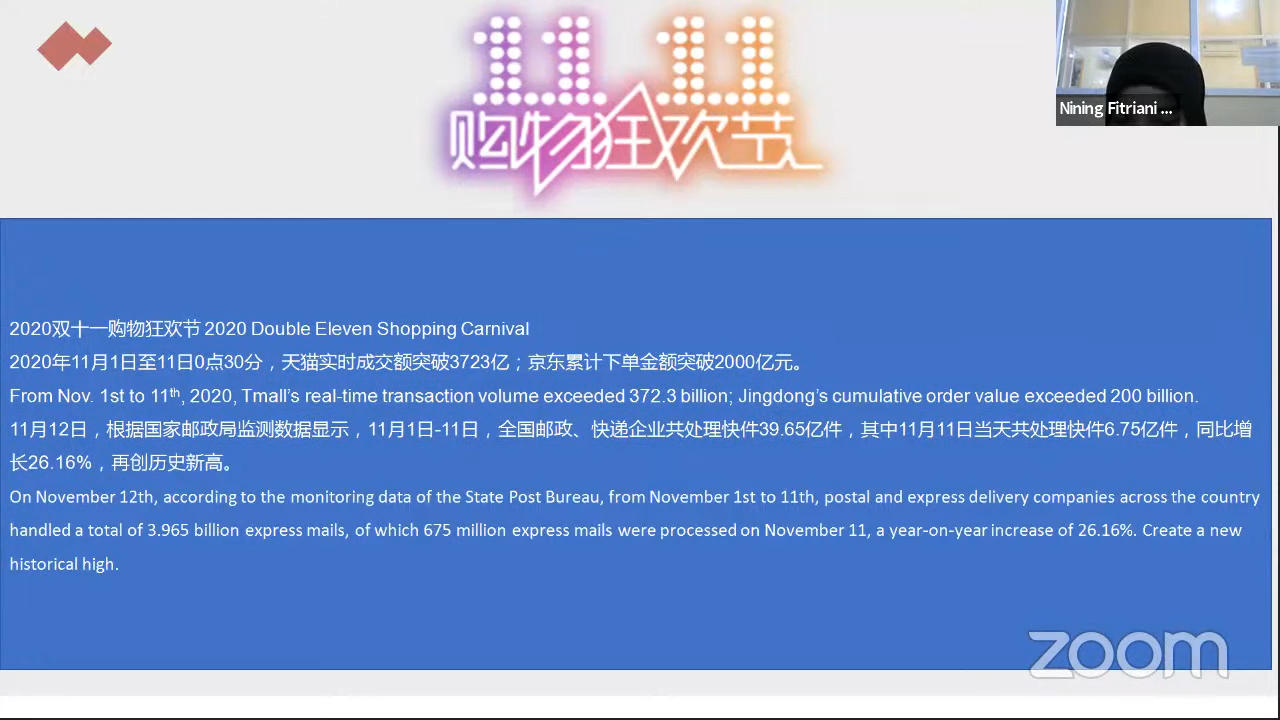 11 11
购物狂欢节
Nining Fitriani ...
2020双十一购物狂欢节 2020 Double Eleven Shopping Carnival
2020年11月1日至11日0点30分，天猫实时成交额突破3723亿；京东累计下单金额突破2000亿元。
From Nov. 1st to 11th, 2020, Tmall's real-time transaction volume exceeded 372.3 billion; Jingdong's cumulative order value exceeded 200 billion.
11月12日，根据国家邮政局监测数据显示，11月1日-11日，全国邮政、快递企业共处理快件39.65亿件，其中11月11日当天共处理快件6.75亿件，同比增
长26.16%，再创历史新高。
On November 12th, according to the monitoring data of the State Post Bureau, from November 1st to 11th, postal and express delivery companies across the country
handled a total of 3.965 billion express mails, of which 675 million express mails were processed on November 11, a year-on-year increase of 26.16%. Create a new
historical high.
zoom